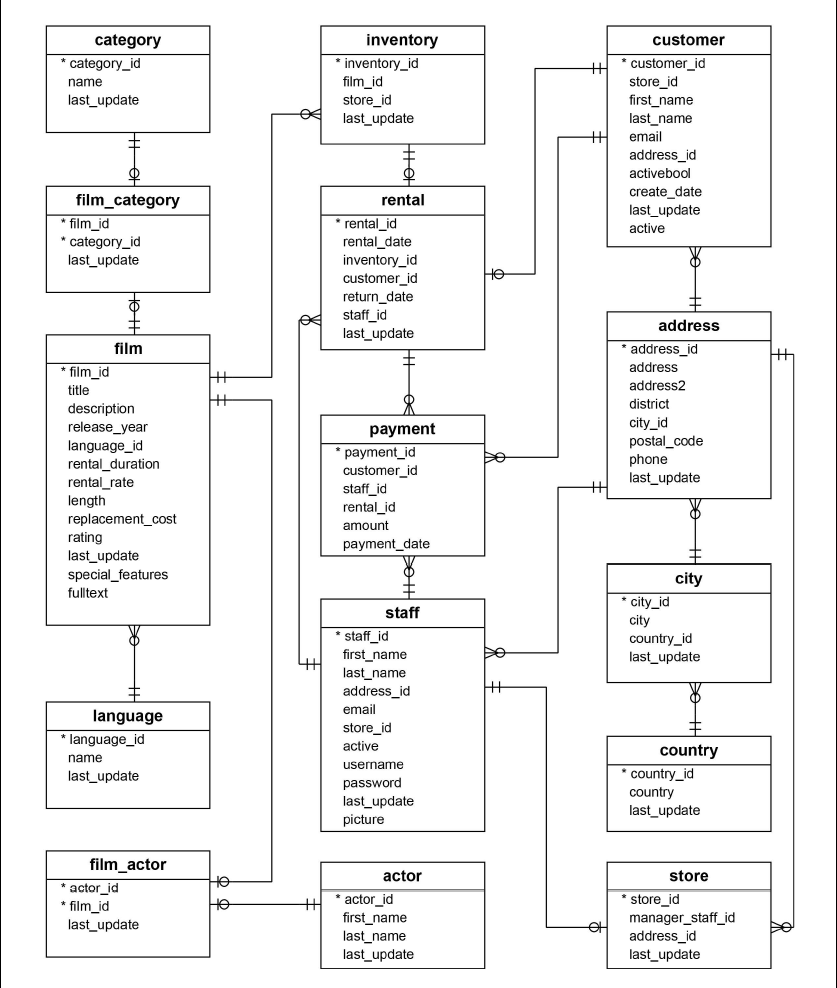 category
* category_id
name
last_update
film_category
* film_id
* category_id
last_update
film
* film_id
title
description
release_year
language_id
rental_duration
rental_rate
length
replacement_cost
rating
last_update
special_features
fulltext
language
* language_id
name
last_update
film_actor
* actor_id
* film_id
last_update
inventory
* inventory_id
film_id
store_id
last_update
rental
* rental_id
rental_date
inventory_id
customer_id
return_date
staff_id
last_update
payment
* payment_id
customer_id
staff_id
rental_id
amount
payment_date
staff
* staff_id
first_name
last_name
address_id
email
store_id
active
username
password
last_update
picture
actor
* actor_id
first_name
last_name
last_update
customer
* customer_id
store_id
first_name
last_name
email
address_id
activebool
create_date
last_update
active
address
* address_id
address
address2
district
city_id
postal_code
phone
last_update
city
* city_id
city
country_id
last_update
country
* country_id
country
last_update
store
* store_id
manager_staff_id
address_id
last_update